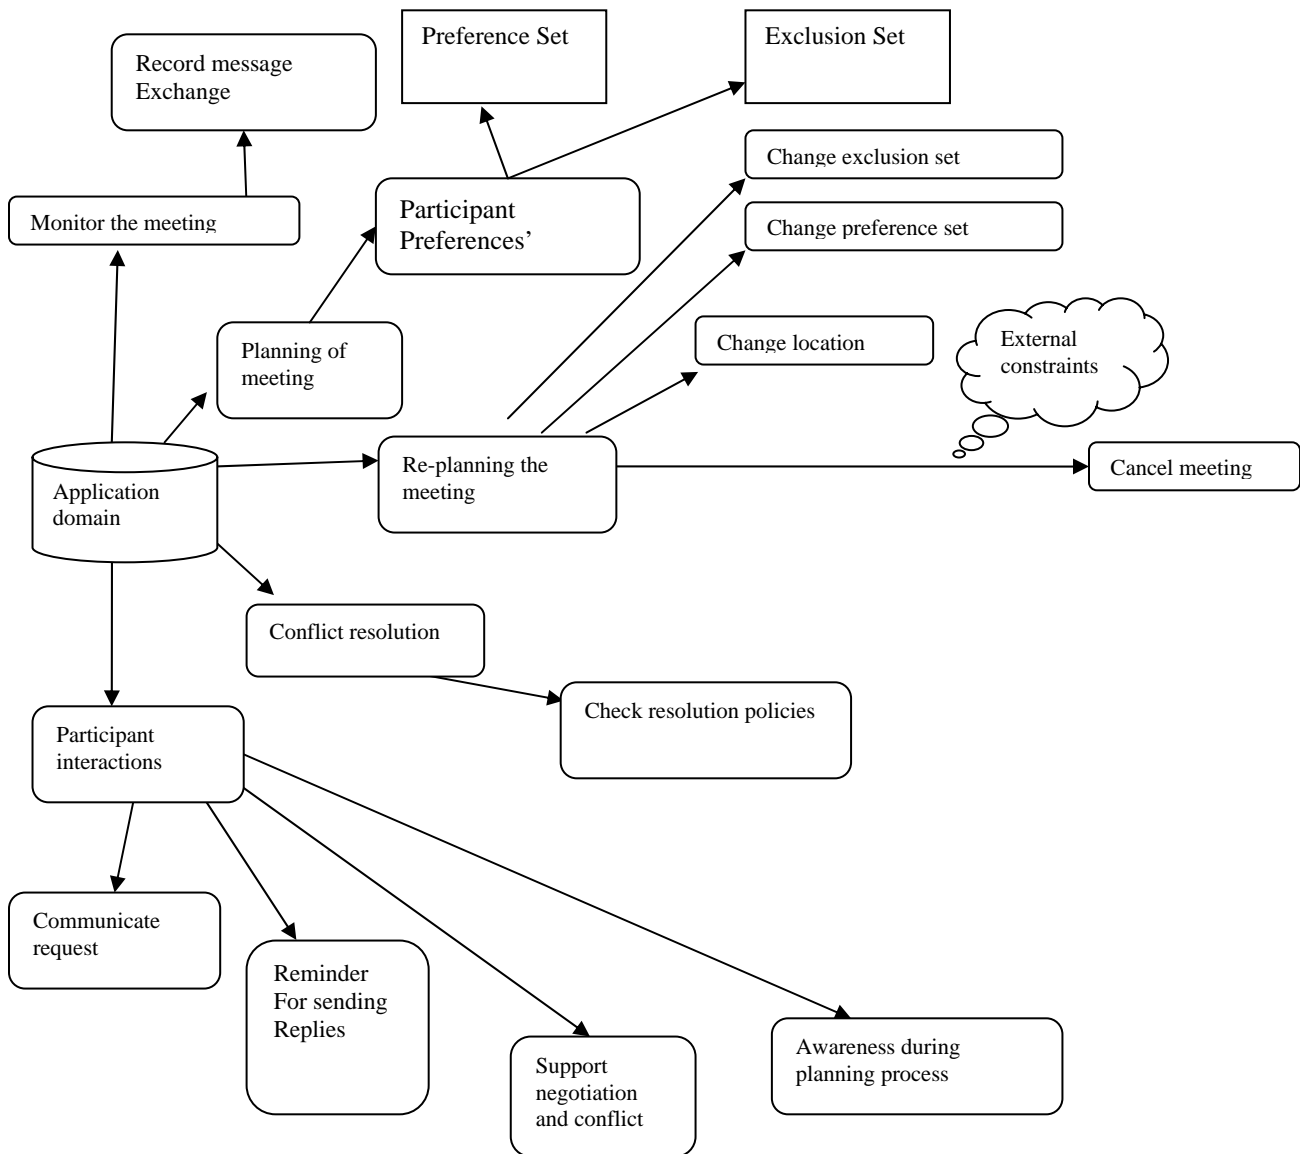 Preference Set
Exclusion Set
Record message
Exchange
Change exclusion set
Monitor the meeting
Participant
Preferences’
Change preference set
Planning of
meeting
Change location
External
constraints
Application
domain
Re-planning the
meeting
Cancel meeting
Conflict resolution
Check resolution policies
Participant
interactions
Communicate
request
Reminder
For sending
Replies
Support
negotiation
and conflict
Awareness during
planning process